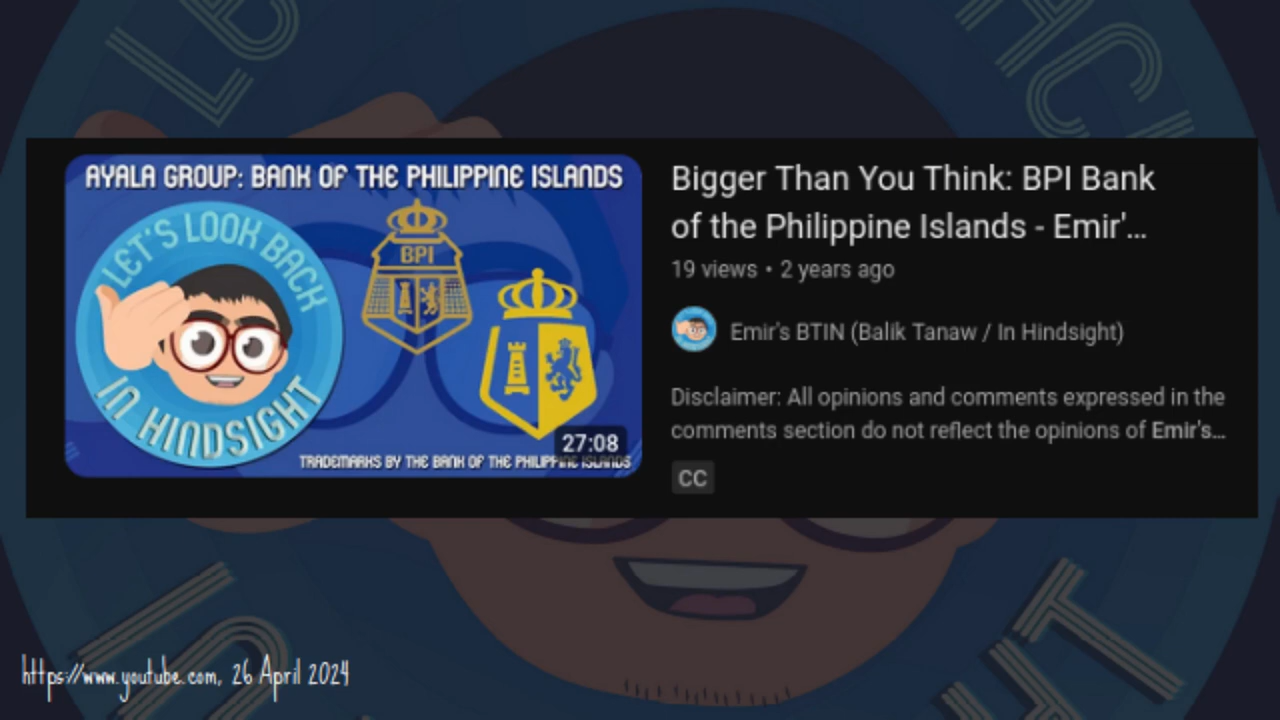 AYALA GROUP: BANK OF THE PHILIPPINE ISLANDS
LET'S LOOK BACK
IN HINDSIGHT
BPI
27:08
TRADEMARKS BY THE BANK OF THE PHILIPPINE ISLANDS
Bigger Than You Think: BPI Bank
of the Philippine Islands - Emir'...
19 views • 2 years ago
Emir's BTIN (Balik Tanaw / In Hindsight)
Disclaimer: All opinions and comments expressed in the
comments section do not reflect the opinions of Emir's...
CC
https://www.youtube.com, 26 April 2024